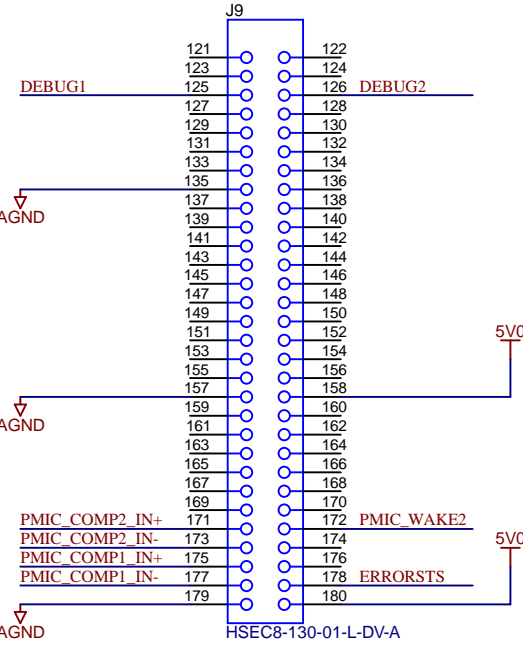 J9
121 122
123 124
DEBUG1 125 126 DEBUG2
127 128
129 130
131 132
133 134
135 136
AGND 137 138
139 140
141 142
143 144
145 146
147 148
149 150
151 152 5V0
153 154
155 156
157 158
AGND 159 160
161 162
163 164
165 166
167 168
169 170
PMIC_COMP2_IN+ 171 172 PMIC_WAKE2
PMIC_COMP2_IN- 173 174 5V0
PMIC_COMP1_IN+ 175 176
PMIC_COMP1_IN- 177 178 ERRORSTS
179 180
AGND HSEC8-130-01-L-DV-A